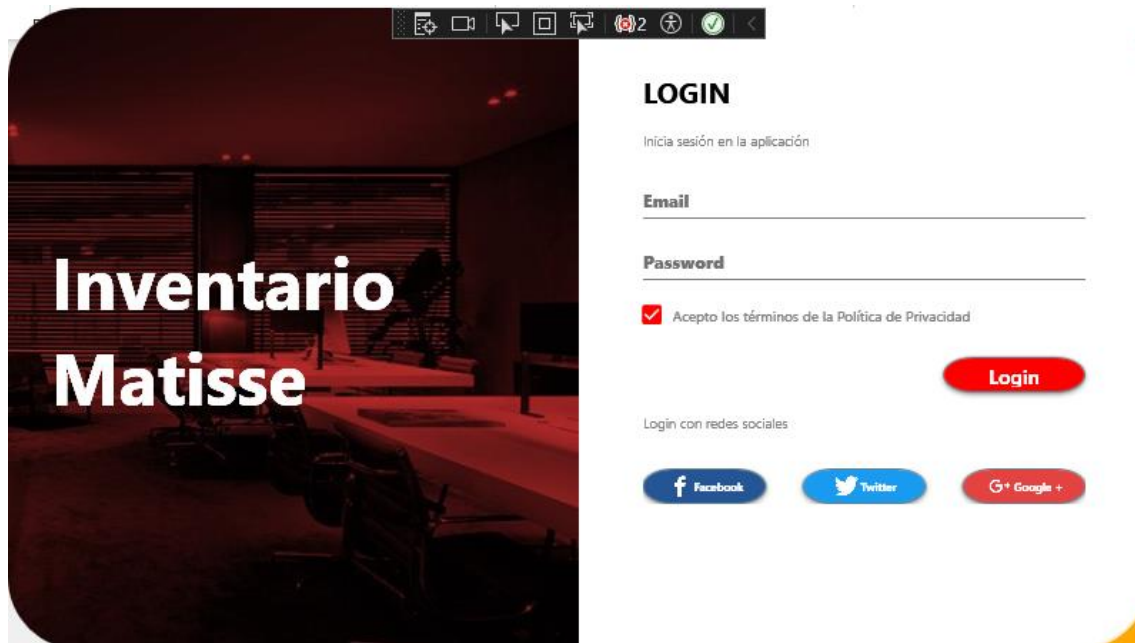 2
LOGIN
Inicia sesión en la aplicación
Email
Password
Inventario
Matisse
Acepto los términos de la Política de Privacidad
Login
Login con redes sociales
Facebook
Twitter
G+ Google +